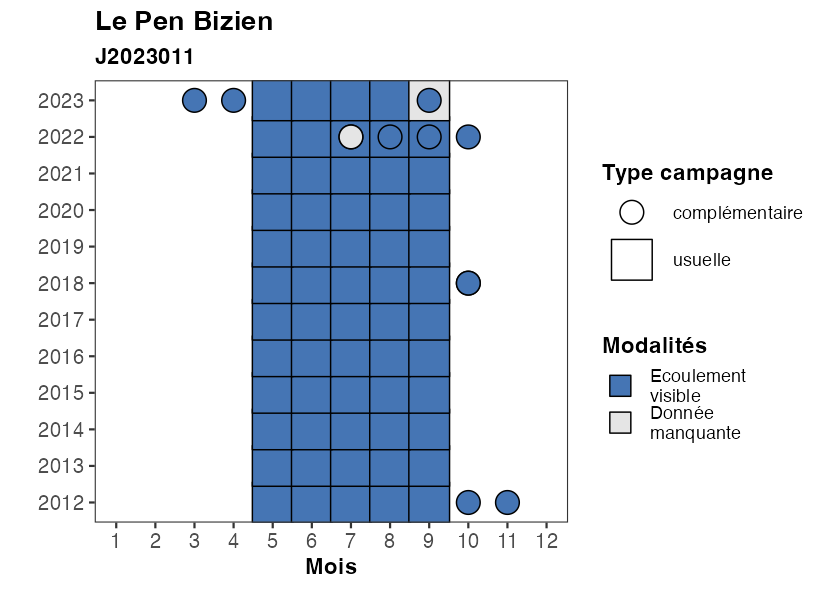 Le Pen Bizien
J2023011
2023
2022
2021
2020
2019
2018
2017
2016
2015
2014
2013
2012
1 2 3 4 5 6 7 8 9 10 11 12
Mois
Type campagne
complémentaire
usuelle
Modalités
Ecoulement
visible
Donnée
manquante